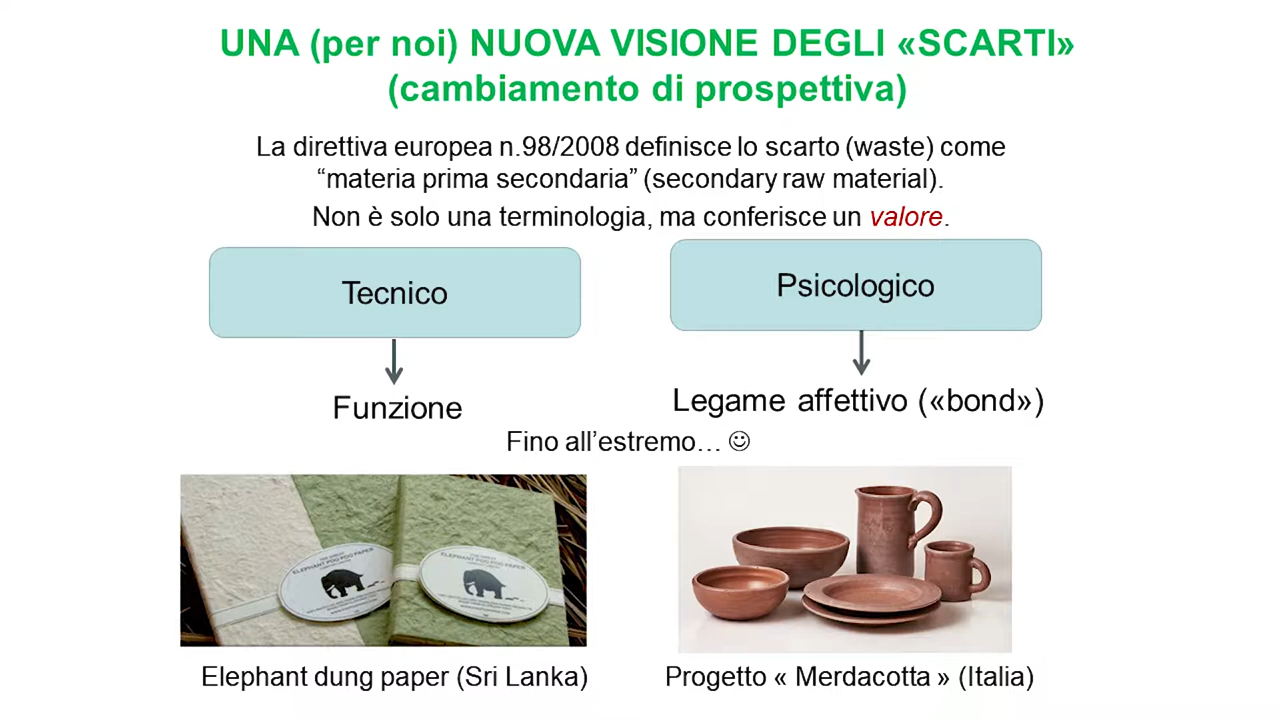 UNA (per noi) NUOVA VISIONE DEGLI «SCARTI»
(cambiamento di prospettiva)
La direttiva europea n.98/2008 definisce lo scarto (waste) come
“materia prima secondaria” (secondary raw material).
Non è solo una terminologia, ma conferisce un valore.
Tecnico
Psicologico
Funzione
Legame affettivo («bond»)
Fino all’estremo… ☺
ELEPHANT POO POO PAPER
ELEPHANT POO POO PAPER
Elephant dung paper (Sri Lanka)
Progetto « Merdacotta » (Italia)